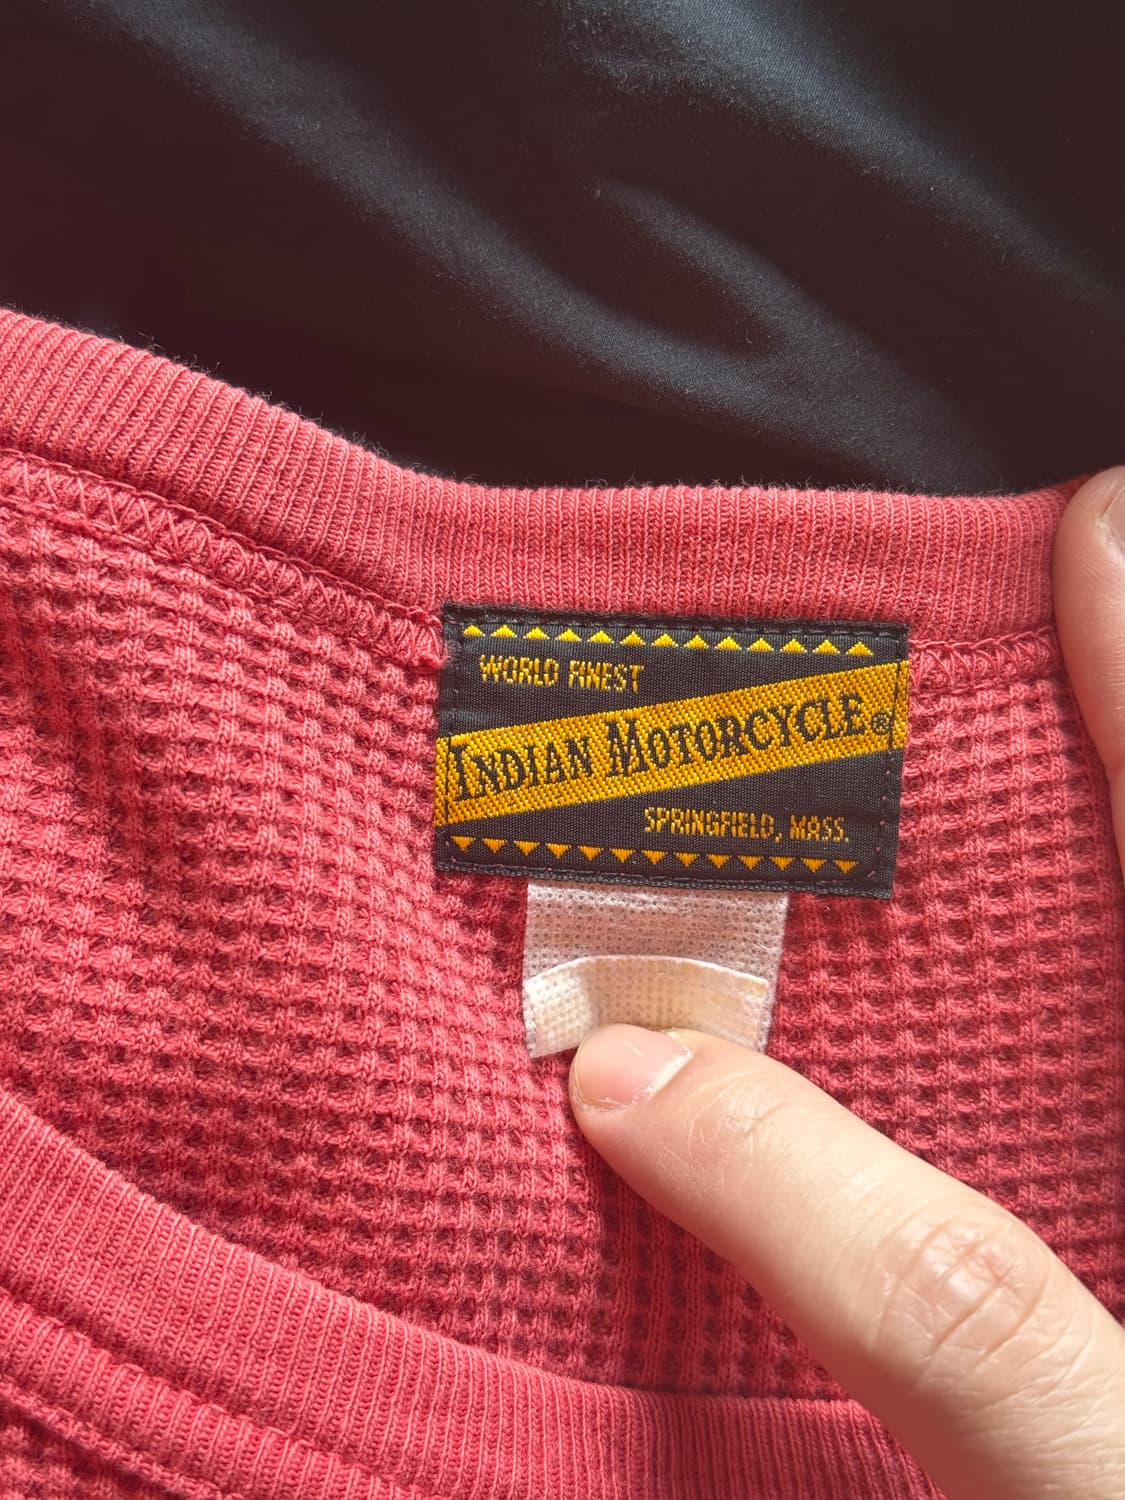 WORLD FINEST
INDIAN MOTORCYCLE®
SPRINGFIELD, MASS.